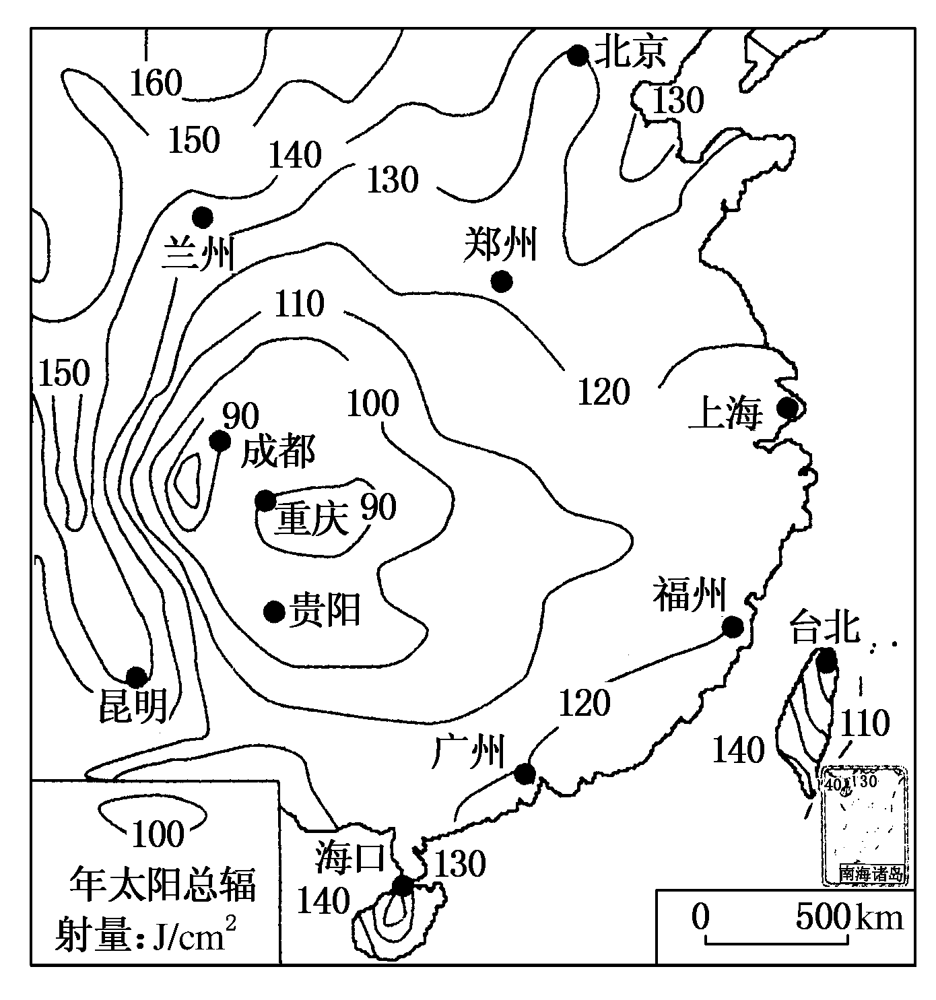 北京
160
130
150
140
130
兰州
郑州
110
150
120
100
90
上海
成都
重庆
90
贵阳
福州
台北
昆明
120
110
广州
140
40
130
100
海口
130
南海诸岛
年太阳总辐
140
0 500km
射量:J/cm²